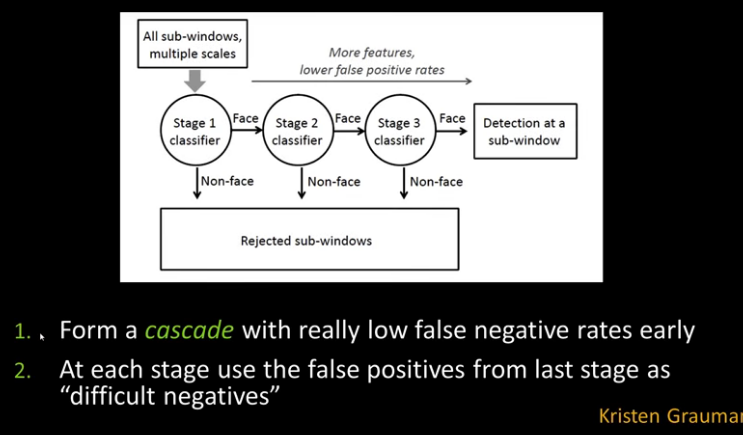 All sub-windows,
multiple scales
More features,
lower false positive rates
Stage 1
classifier
Face
Stage 2
classifier
Face
Stage 3
classifier
Face
Detection at a
sub-window
Non-face
Non-face
Non-face
Rejected sub-windows
1. Form a cascade with really low false negative rates early
2. At each stage use the false positives from last stage as
“difficult negatives”
Kristen Grauman